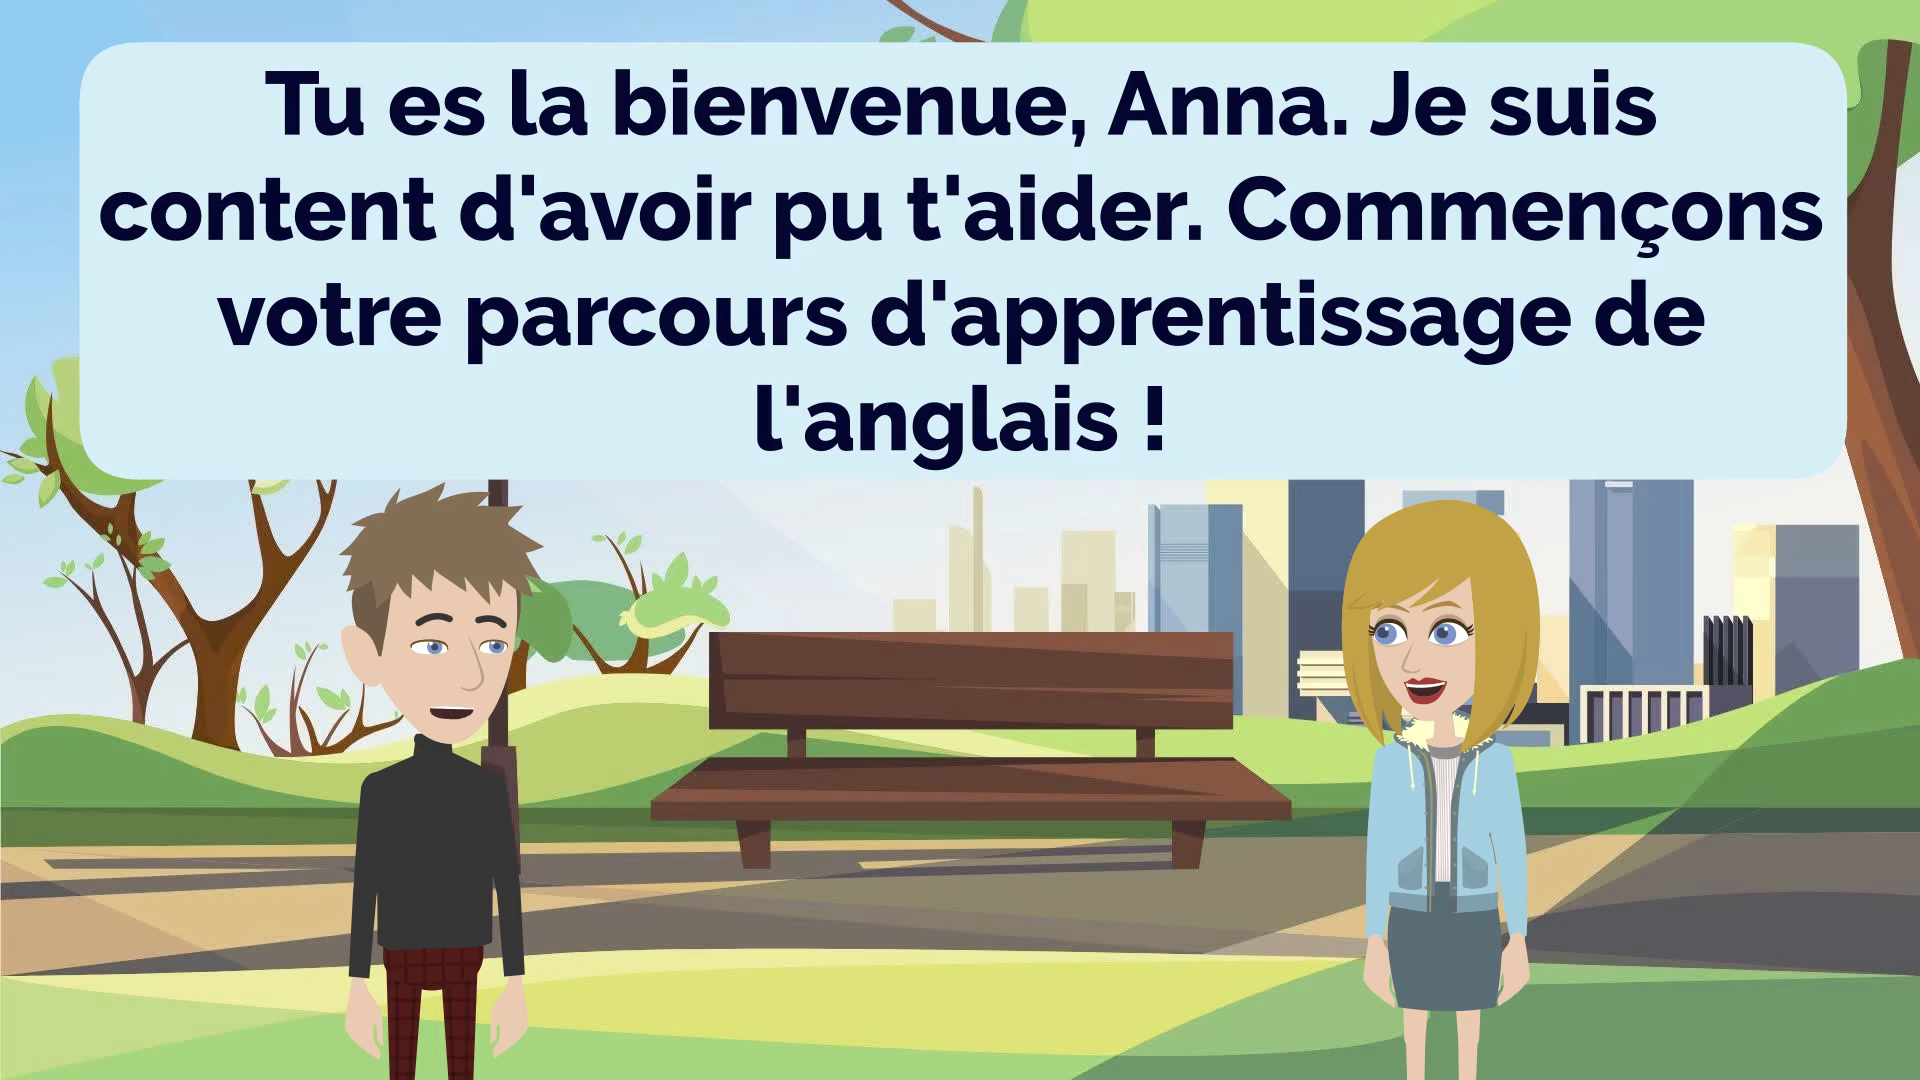 Tu es la bienvenue, Anna. Je suis
content d'avoir pu t'aider. Commençons
votre parcours d'apprentissage de
l'anglais !